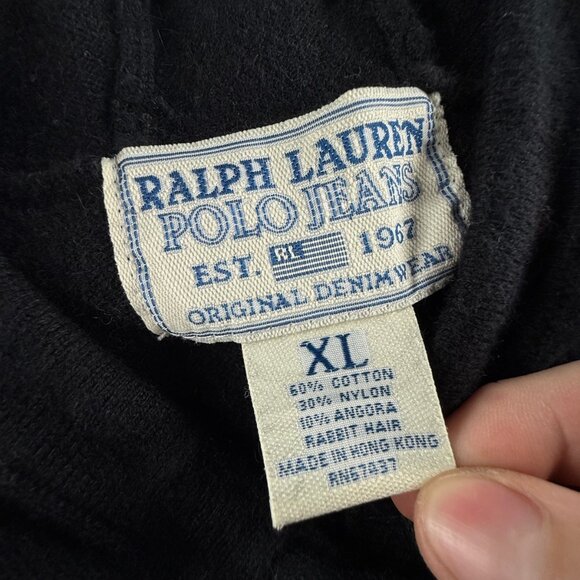 RALPH LAUREN
POLO JEANS
EST. RL 1967
ORIGINAL DENIM WEAR
XL
60% COTTON
30% NYLON
10% ANGORA
RABBIT HAIR
MADE IN HONG KONG
RN67437